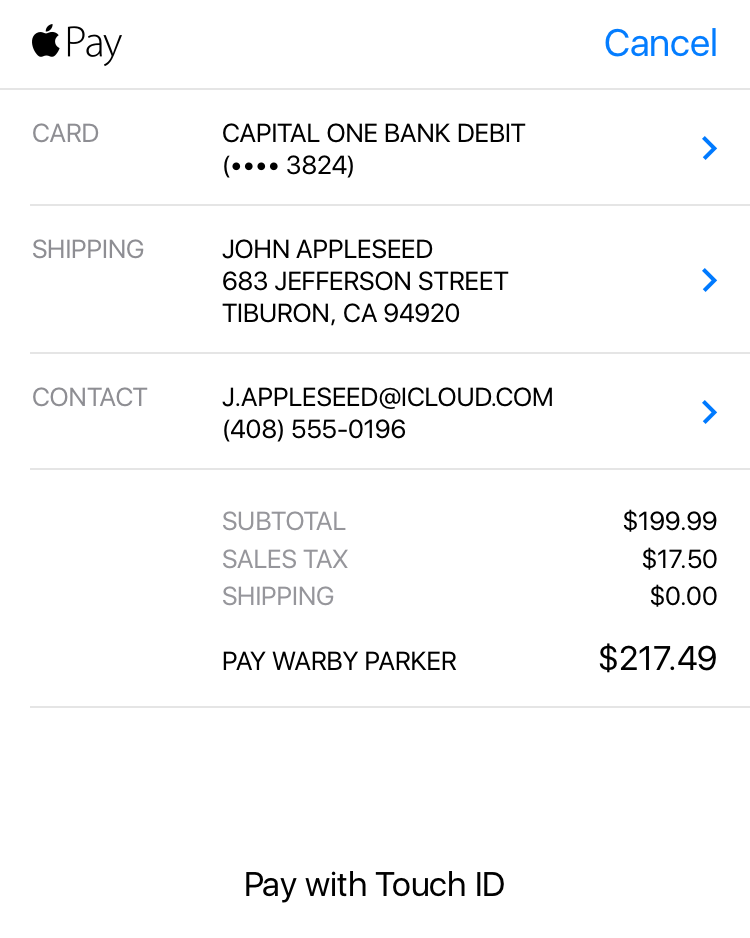 Pay
Cancel
CARD
CAPITAL ONE BANK DEBIT
(•••• 3824)
SHIPPING
JOHN APPLESEED
683 JEFFERSON STREET
TIBURON, CA 94920
CONTACT
J.APPLESEED@ICLOUD.COM
(408) 555-0196
SUBTOTAL $199.99
SALES TAX $17.50
SHIPPING $0.00
PAY WARBY PARKER $217.49
Pay with Touch ID